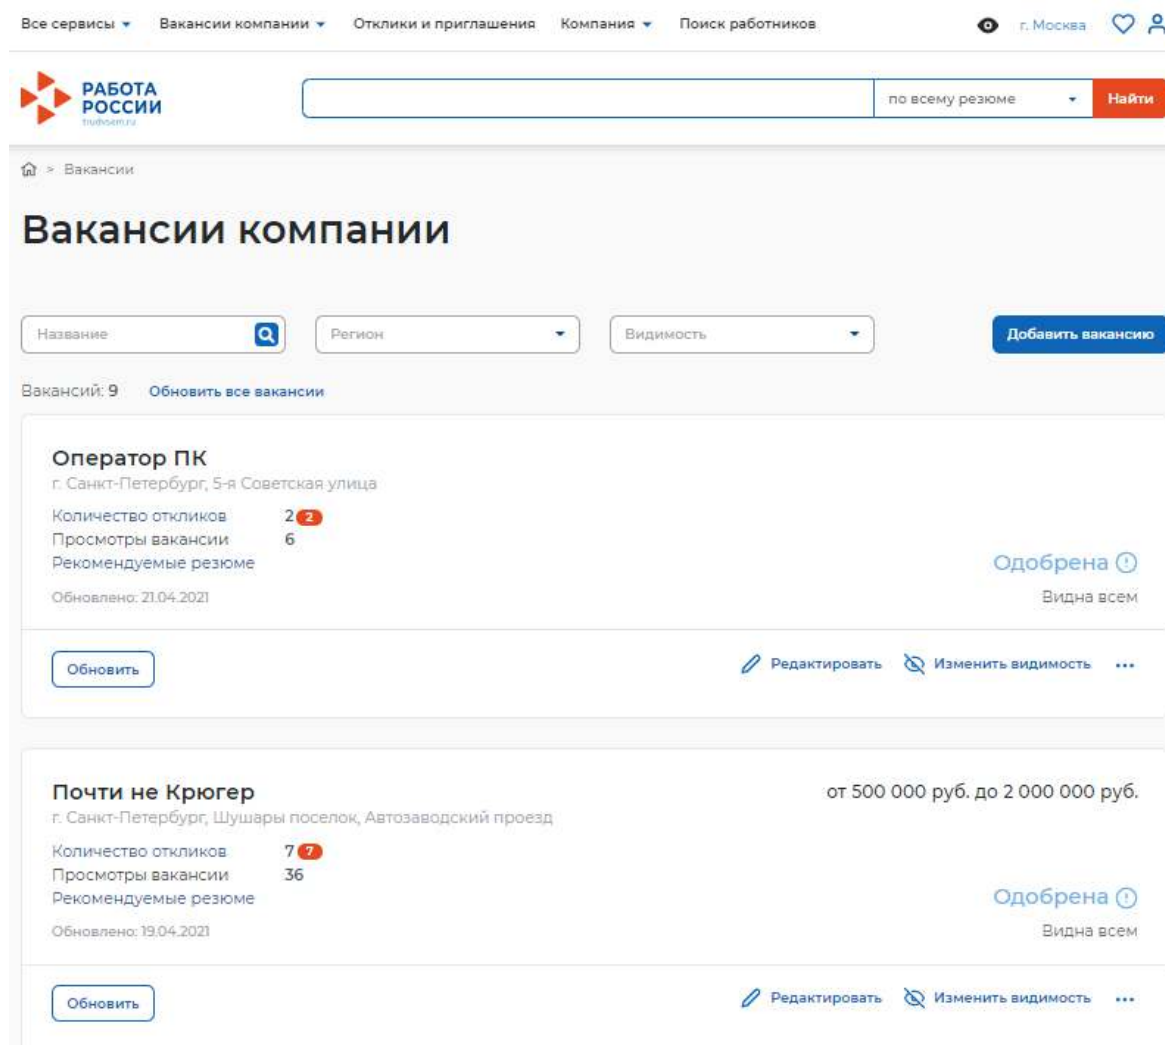 Все сервисы Вакансии компании Отклики и приглашения Компания Поиск работников г. Москва
РАБОТА
РОССИИ
trudvsem.ru
по всему резюме Найти
> Вакансии
Вакансии компании
Название Регион Видимость Добавить вакансию
Вакансий: 9 Обновить все вакансии
Оператор ПК
г. Санкт-Петербург, 5-я Советская улица
Количество откликов 2 2
Просмотры вакансии 6
Рекомендуемые резюме
Одобрена
Обновлено: 21.04.2021 Видна всем
Обновить Редактировать Изменить видимость ...
Почти не Крюгер от 500 000 руб. до 2 000 000 руб.
г. Санкт-Петербург, Шушары поселок, Автозаводский проезд
Количество откликов 7 7
Просмотры вакансии 36
Рекомендуемые резюме
Одобрена
Обновлено: 19.04.2021 Видна всем
Обновить Редактировать Изменить видимость ...